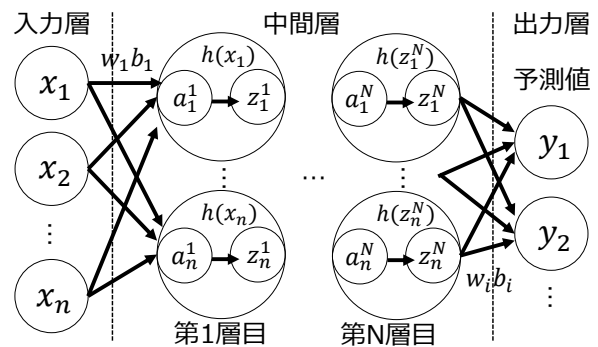 入力層
中間層
出力層
w₁b₁
h(x₁)
h(z₁ᴺ)
予測値
x₁
a₁¹
z₁¹
a₁ᴺ
z₁ᴺ
y₁
x₂
⋮
…
⋮
h(xₙ)
h(zₙᴺ)
y₂
⋮
aₙ¹
zₙ¹
aₙᴺ
zₙᴺ
xₙ
wᵢbᵢ
⋮
第1層目
第N層目